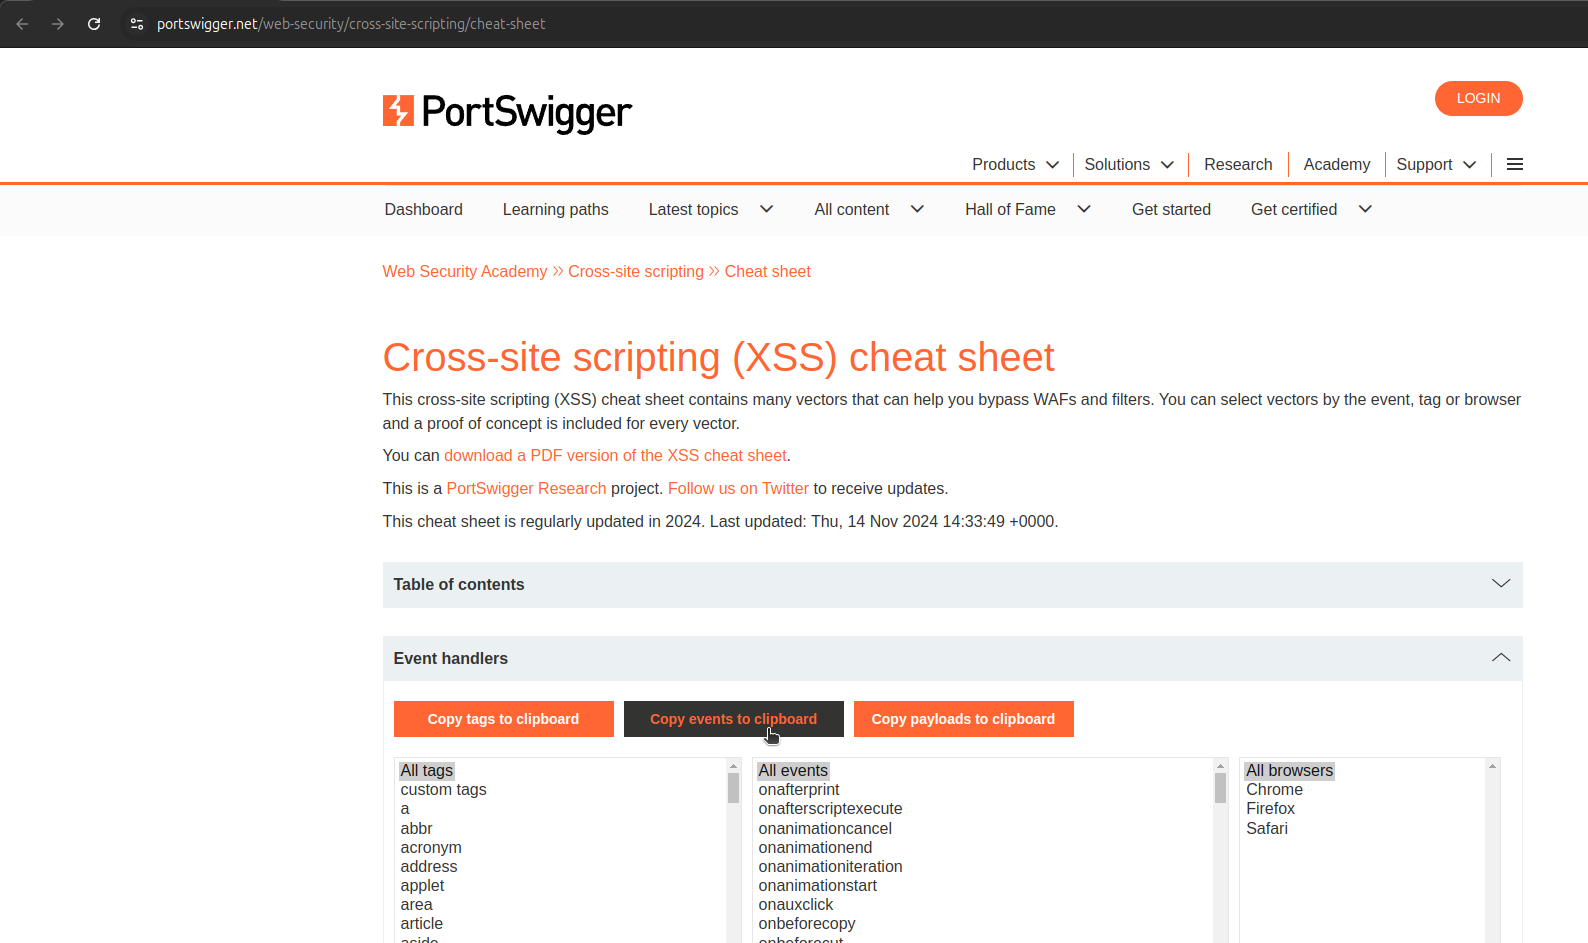 portswigger.net/web-security/cross-site-scripting/cheat-sheet
PortSwigger
LOGIN
Products Solutions Research Academy Support
Dashboard Learning paths Latest topics All content Hall of Fame Get started Get certified
Web Security Academy » Cross-site scripting » Cheat sheet
Cross-site scripting (XSS) cheat sheet
This cross-site scripting (XSS) cheat sheet contains many vectors that can help you bypass WAFs and filters. You can select vectors by the event, tag or browser
and a proof of concept is included for every vector.
You can download a PDF version of the XSS cheat sheet.
This is a PortSwigger Research project. Follow us on Twitter to receive updates.
This cheat sheet is regularly updated in 2024. Last updated: Thu, 14 Nov 2024 14:33:49 +0000.
Table of contents
Event handlers
Copy tags to clipboard Copy events to clipboard Copy payloads to clipboard
All tags
custom tags
a
abbr
acronym
address
applet
area
article
aside
All events
onafterprint
onafterscriptexecute
onanimationcancel
onanimationend
onanimationiteration
onanimationstart
onauxclick
onbeforecopy
onbeforecut
All browsers
Chrome
Firefox
Safari